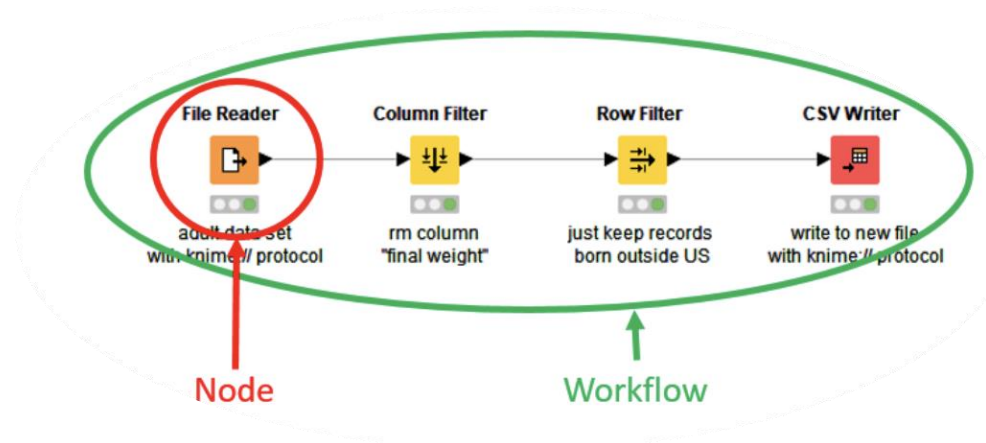 File Reader
Column Filter
Row Filter
CSV Writer
adult data set
with knime:// protocol
rm column
"final weight"
just keep records
born outside US
write to new file
with knime:// protocol
Node
Workflow